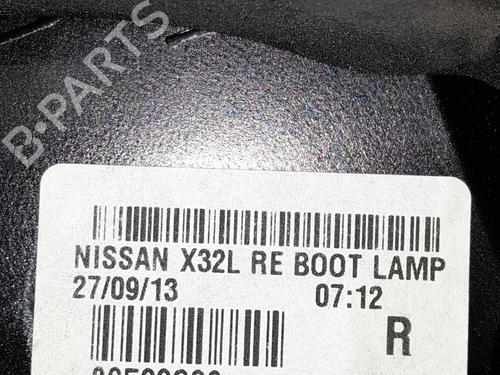 B-PARTS
NISSAN X32L RE BOOT LAMP
27/09/13 07:12
R